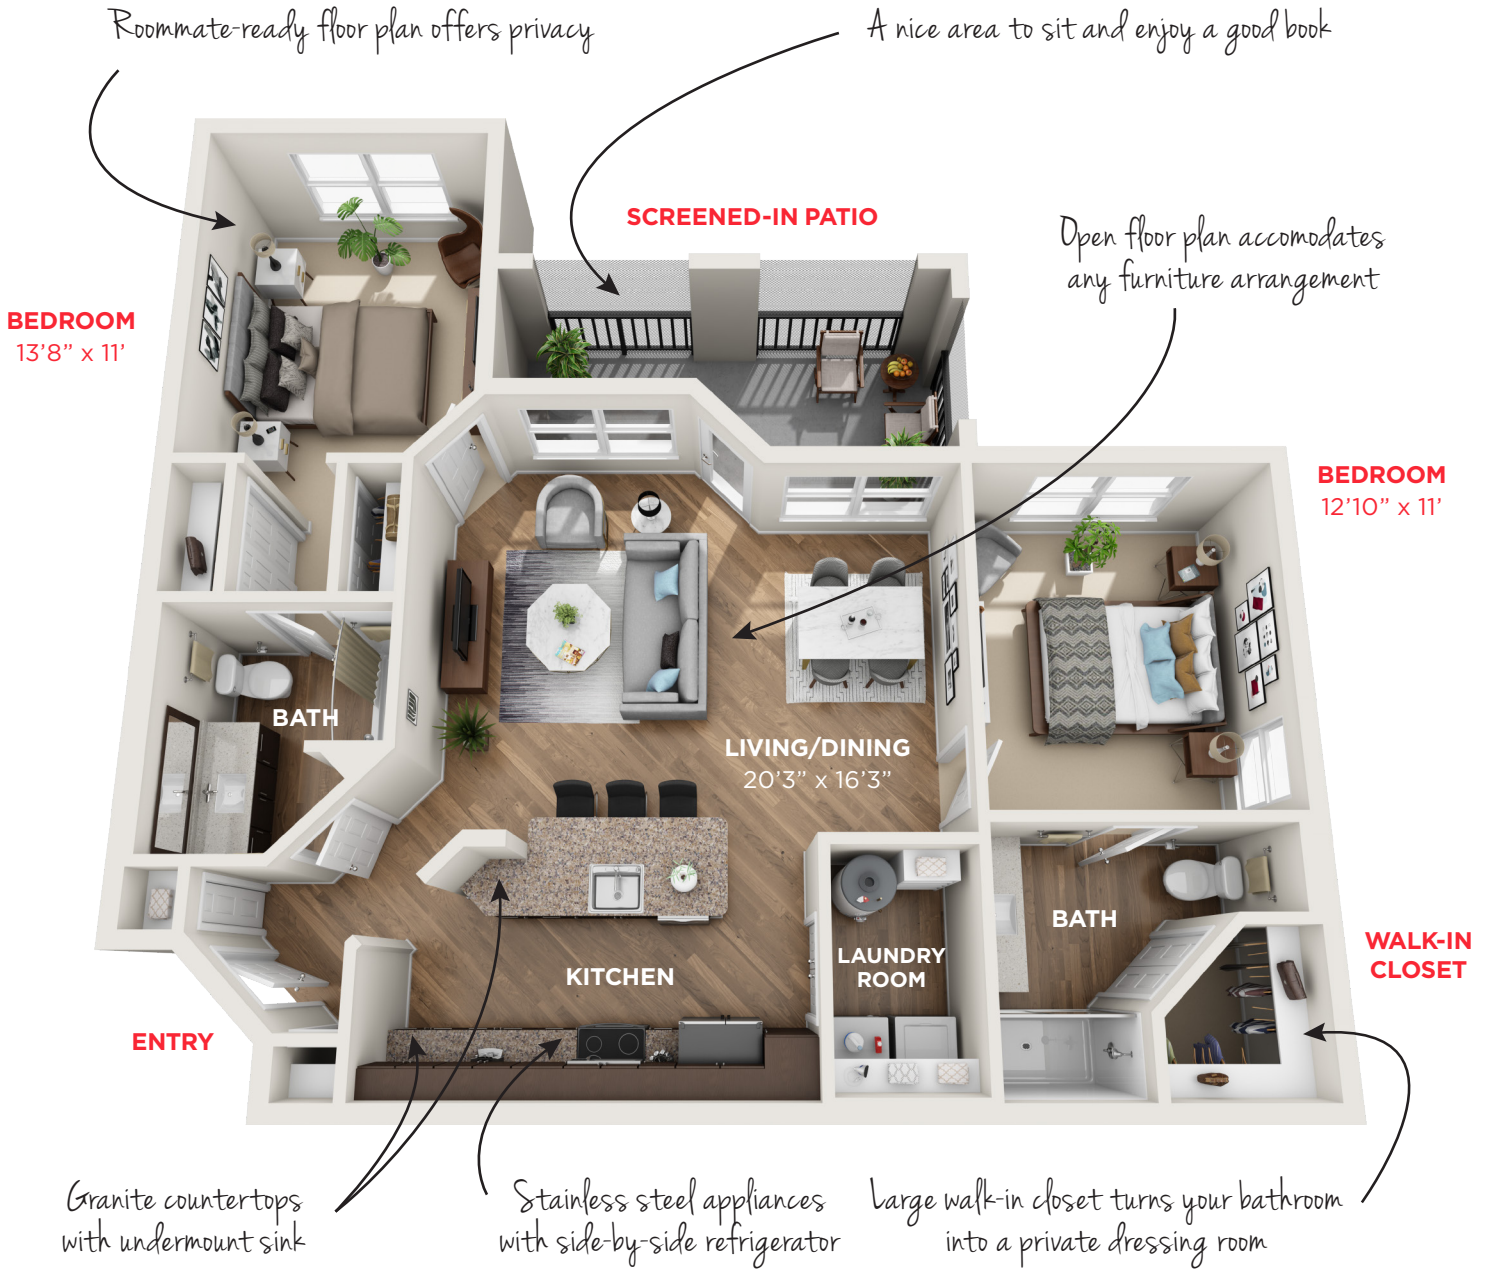 Roommate-ready floor plan offers privacy
A nice area to sit and enjoy a good book
SCREENED-IN PATIO
Open floor plan accomodates
any furniture arrangement
BEDROOM
13’8” x 11’
BEDROOM
12’10” x 11’
BATH
LIVING/DINING
20’3” x 16’3”
BATH
LAUNDRY
ROOM
KITCHEN
WALK-IN
CLOSET
ENTRY
Granite countertops
with undermount sink
Stainless steel appliances
with side-by-side refrigerator
Large walk-in closet turns your bathroom
into a private dressing room